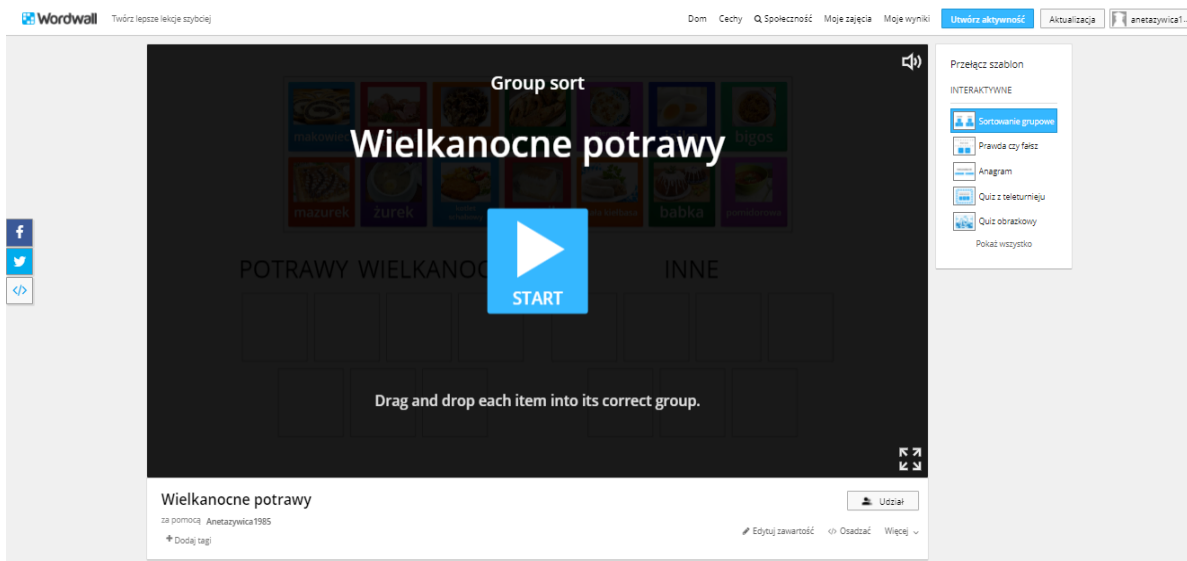 Wordwall Twórz lepsze lekcje szybciej
Dom Cechy Społeczność Moje zajęcia Moje wyniki Utwórz aktywność Aktualizacja anetazywica1...
Group sort
Wielkanocne potrawy
makowiec bigos
mazurek żurek babka pomidorowa
START
POTRAWY WIELKANOC INNE
Drag and drop each item into its correct group.
Przełącz szablon
INTERAKTYWNE
Sortowanie grupowe
Prawda czy fałsz
Anagram
Quiz z teleturnieju
Quiz obrazkowy
Pokaż wszystko
Wielkanocne potrawy
Udział
za pomocą Anetazywica1985
Dodaj tagi
Edytuj zawartość Osadzać Więcej